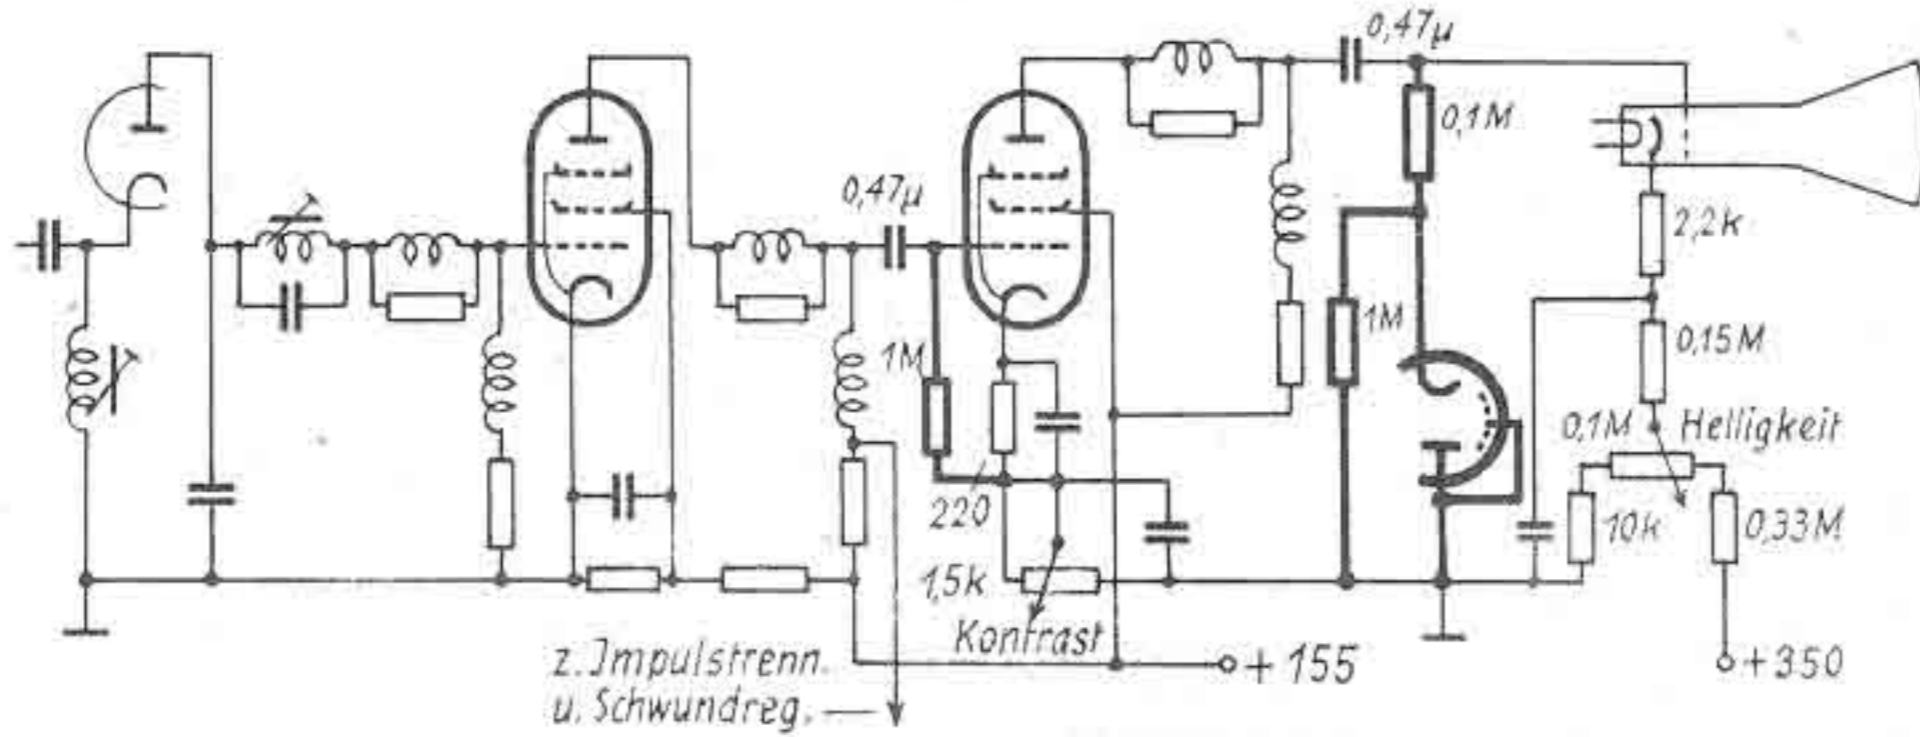 0,47µ
0,1M
0,47µ
2,2k
1M
1M
0,15M
0,1M Helligkeit
220
10k
0,33M
1,5k
Kontrast
z. Impulstrenn.
u. Schwundreg.
+ 155
+350